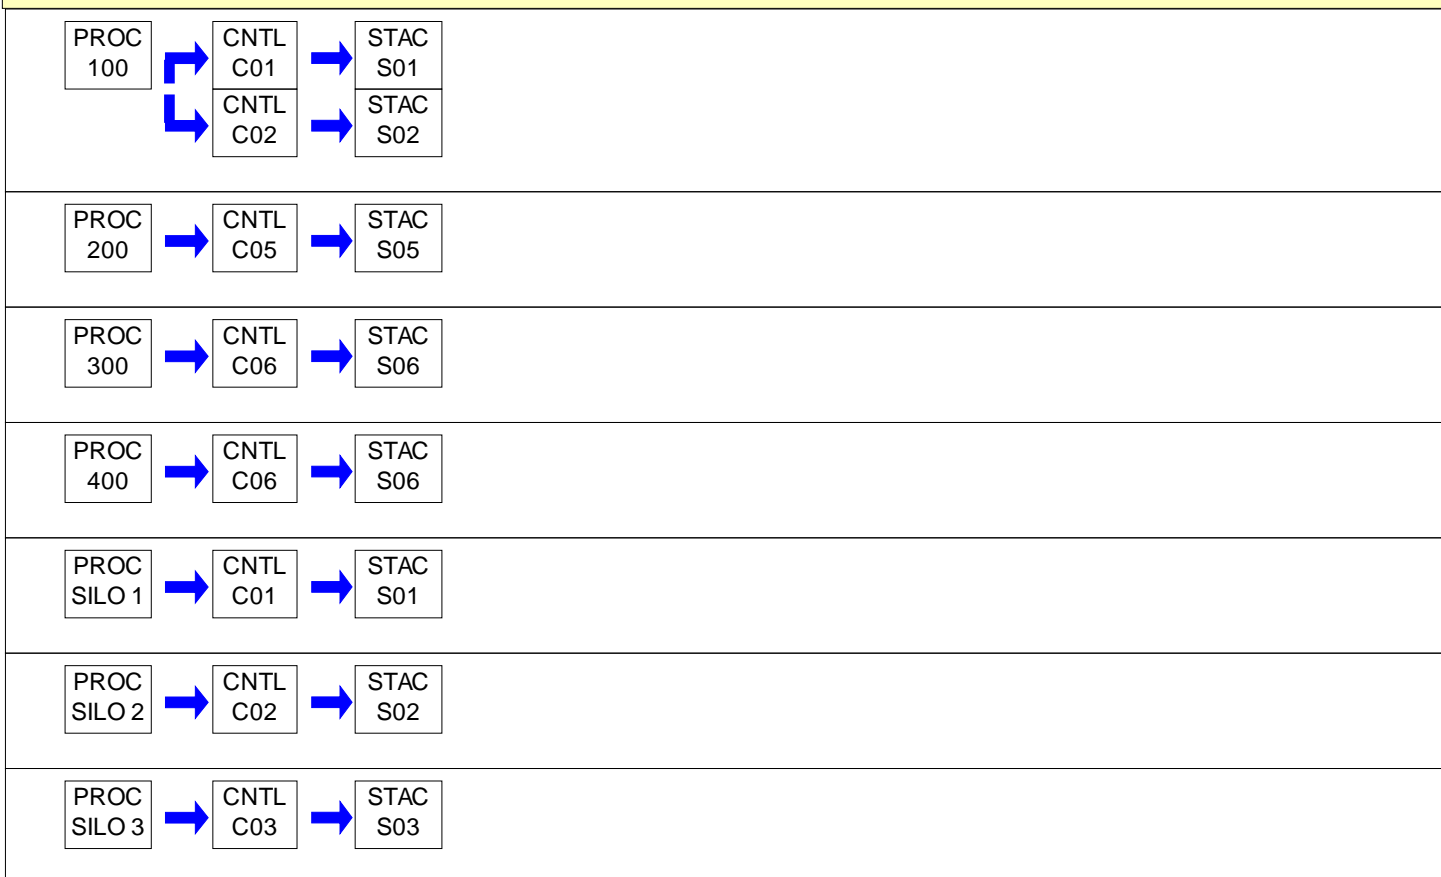 PROC CNTL STAC
100 C01 S01
CNTL STAC
C02 S02
PROC CNTL STAC
200 C05 S05
PROC CNTL STAC
300 C06 S06
PROC CNTL STAC
400 C06 S06
PROC CNTL STAC
SILO 1 C01 S01
PROC CNTL STAC
SILO 2 C02 S02
PROC CNTL STAC
SILO 3 C03 S03